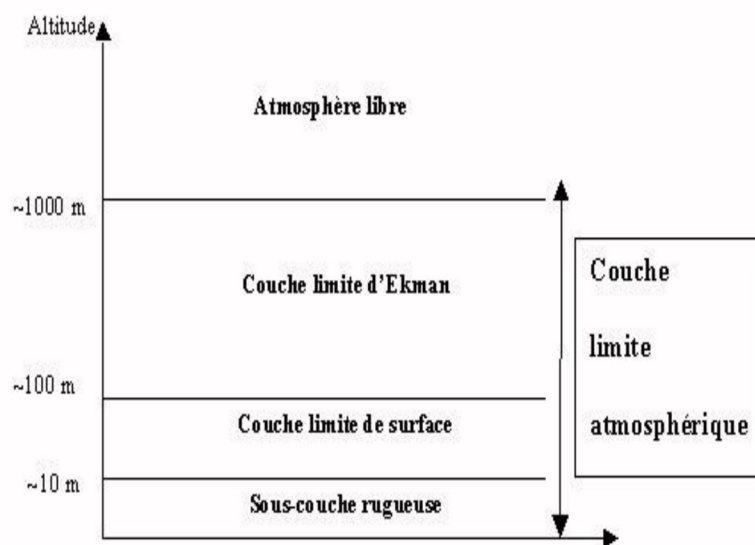 Altitude
Atmosphère libre
~1000 m
Couche limite d'Ekman
Couche
limite
atmosphérique
~100 m
Couche limite de surface
~10 m
Sous-couche rugueuse